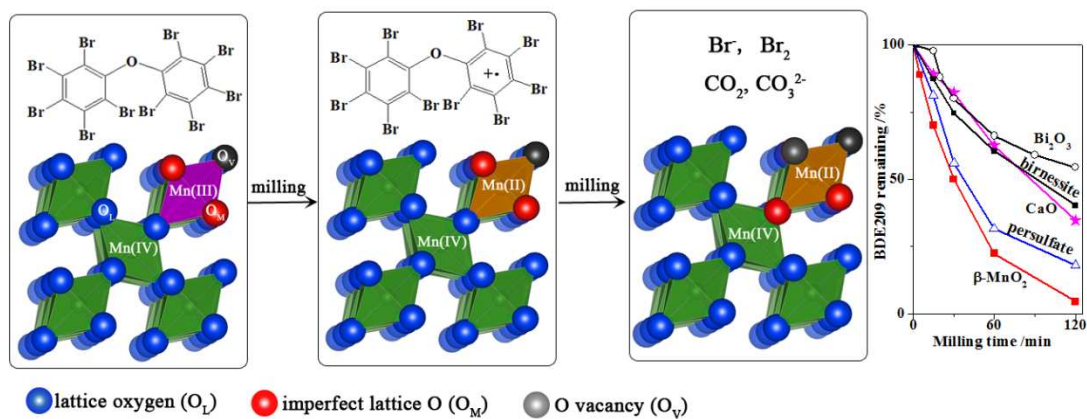 Br
Br
Br
Br
Br
O
Br
Br
Br
Br
Br
O_V
Mn(III)
O_M
O_L
Mn(IV)
milling
Br
Br
Br
Br
Br
O
Br
Br
+•
Br
Br
Br
Mn(II)
Mn(IV)
milling
Br⁻, Br₂
CO₂, CO₃²⁻
Mn(II)
Mn(IV)
BDE209 remaining /%
100
50
0
Bi₂O₃
birnessite
CaO
persulfate
β-MnO₂
0
60
120
Milling time /min
lattice oxygen (O_L)
imperfect lattice O (O_M)
O vacancy (O_V)